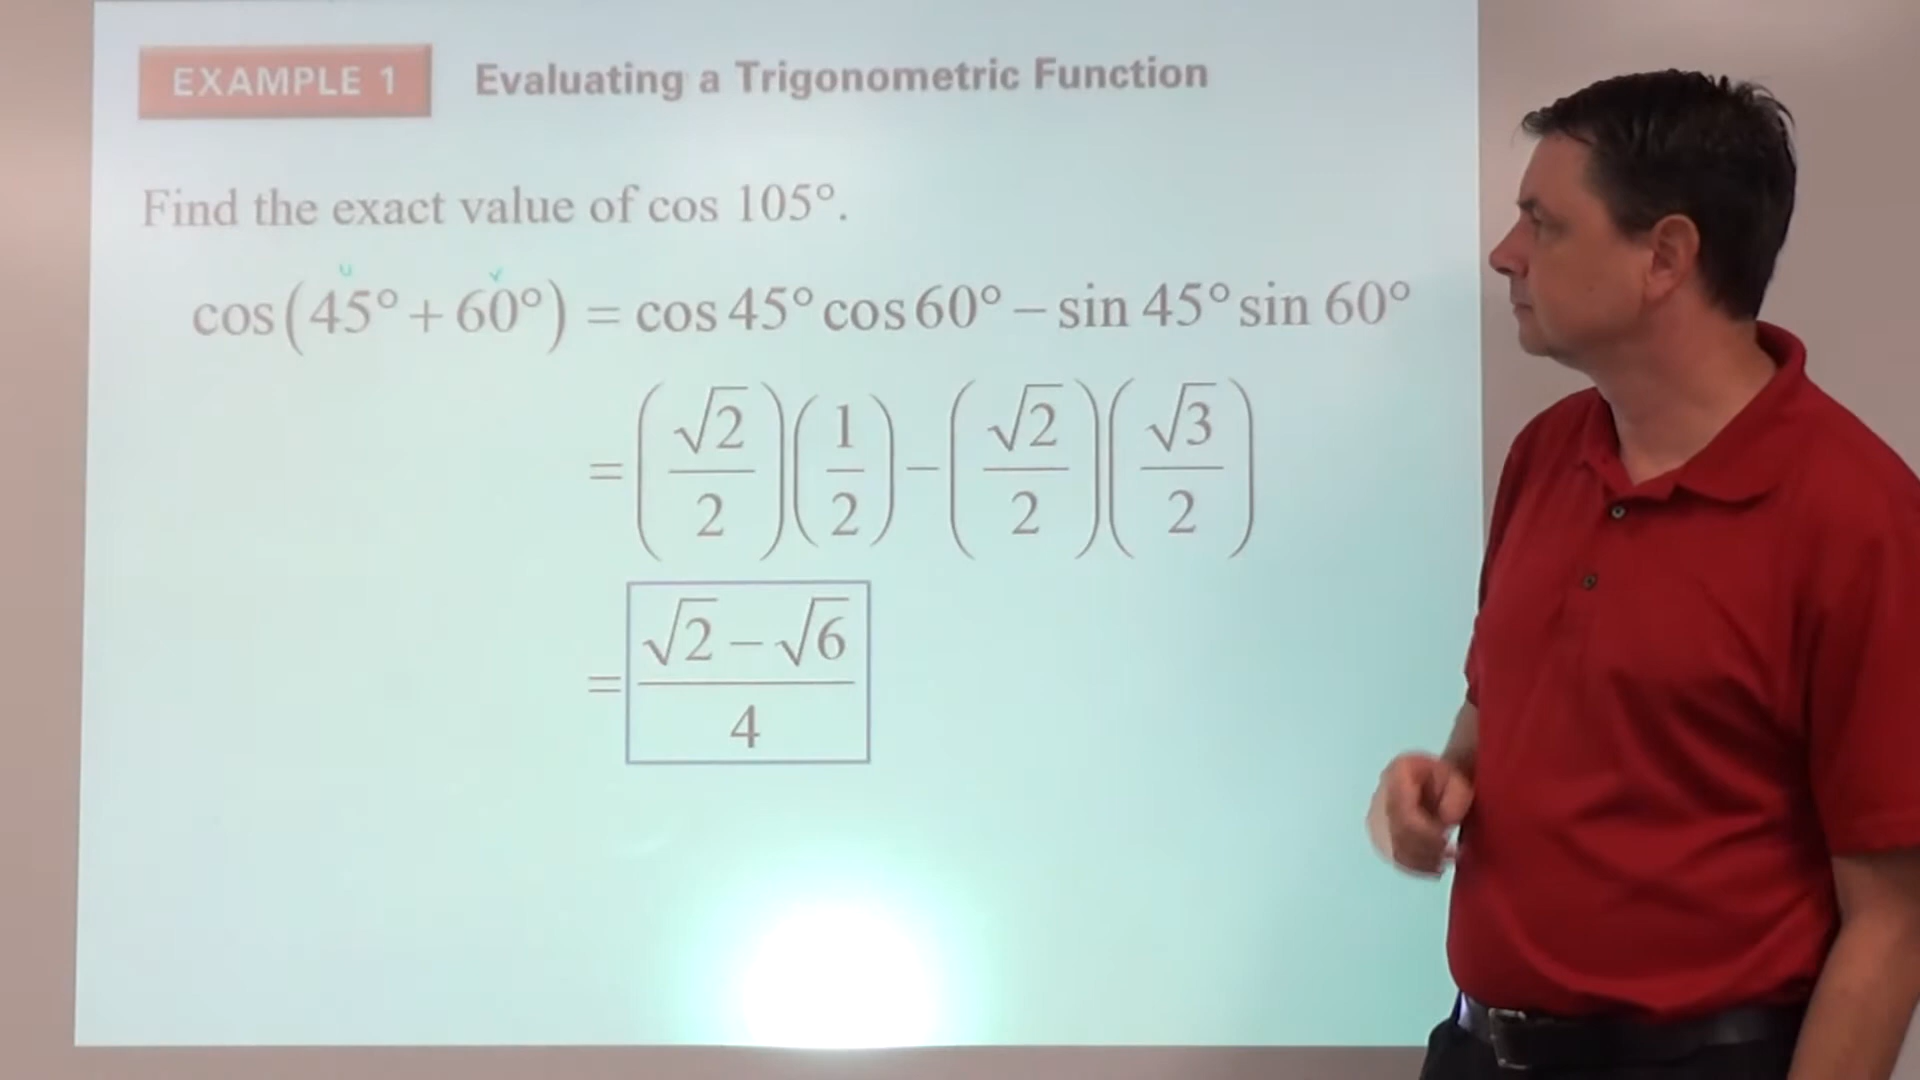 EXAMPLE 1 Evaluating a Trigonometric Function
Find the exact value of cos 105°.
u v
cos(45° + 60°) = cos 45° cos 60° − sin 45° sin 60°
= (√2/2)(1/2) − (√2/2)(√3/2)
= (√2 − √6)/4